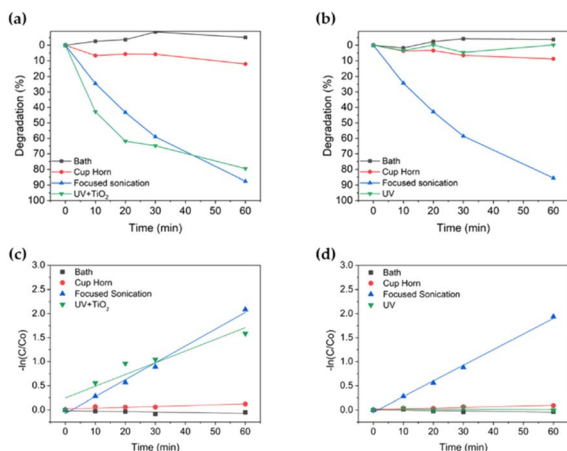 (a)
Degradation (%)
0
10
20
30
40
50
60
70
80
90
100
Bath
Cup Horn
Focused sonication
UV+TiO₂
0 10 20 30 40 50 60
Time (min)
(b)
Degradation (%)
0
10
20
30
40
50
60
70
80
90
100
Bath
Cup Horn
Focused sonication
UV
0 10 20 30 40 50 60
Time (min)
(c)
-ln(C/Co)
3.0
2.5
2.0
1.5
1.0
0.5
0.0
Bath
Cup Horn
Focused Sonication
UV+TiO₂
0 10 20 30 40 50 60
Time (min)
(d)
-ln(C/Co)
3.0
2.5
2.0
1.5
1.0
0.5
0.0
Bath
Cup Horn
Focused Sonication
UV
0 10 20 30 40 50 60
Time (min)